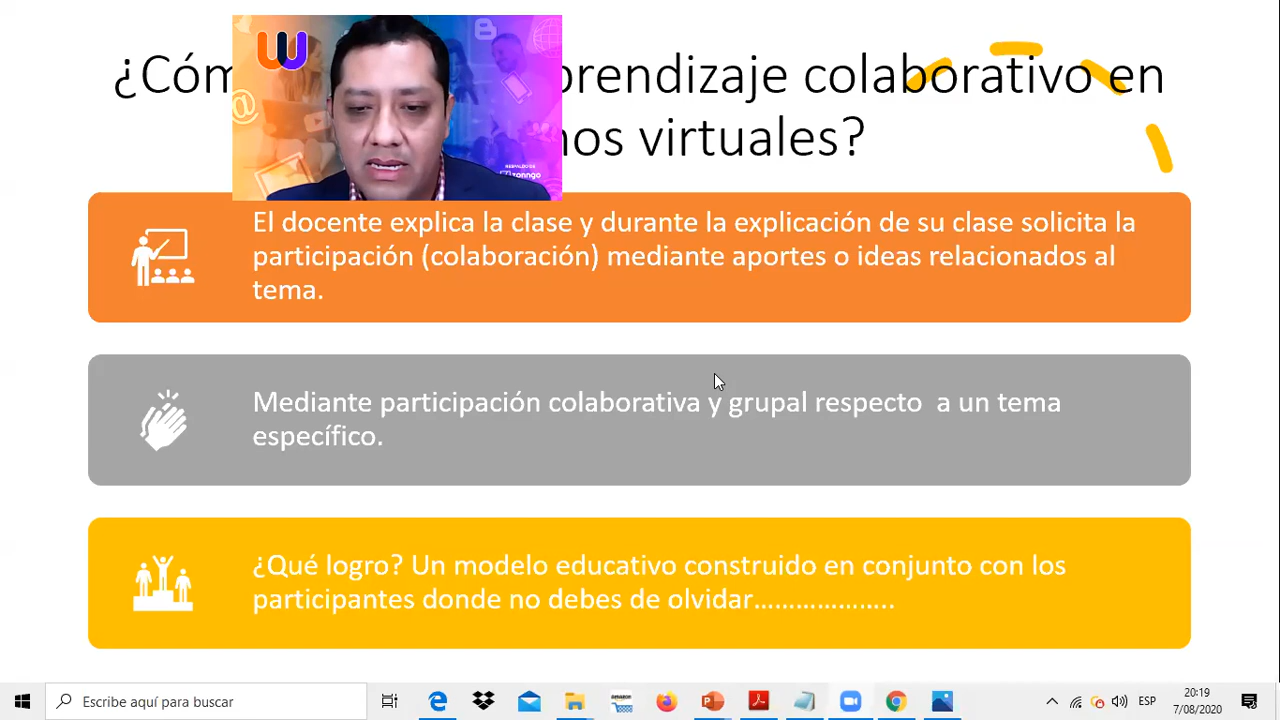 ¿Cóm prendizaje colaborativo en
nos virtuales?
W
@
RESPALDO DE
zonngo
El docente explica la clase y durante la explicación de su clase solicita la
participación (colaboración) mediante aportes o ideas relacionados al
tema.
Mediante participación colaborativa y grupal respecto a un tema
específico.
¿Qué logro? Un modelo educativo construido en conjunto con los
participantes donde no debes de olvidar………………..
Escribe aquí para buscar
ESP
20:19
7/08/2020